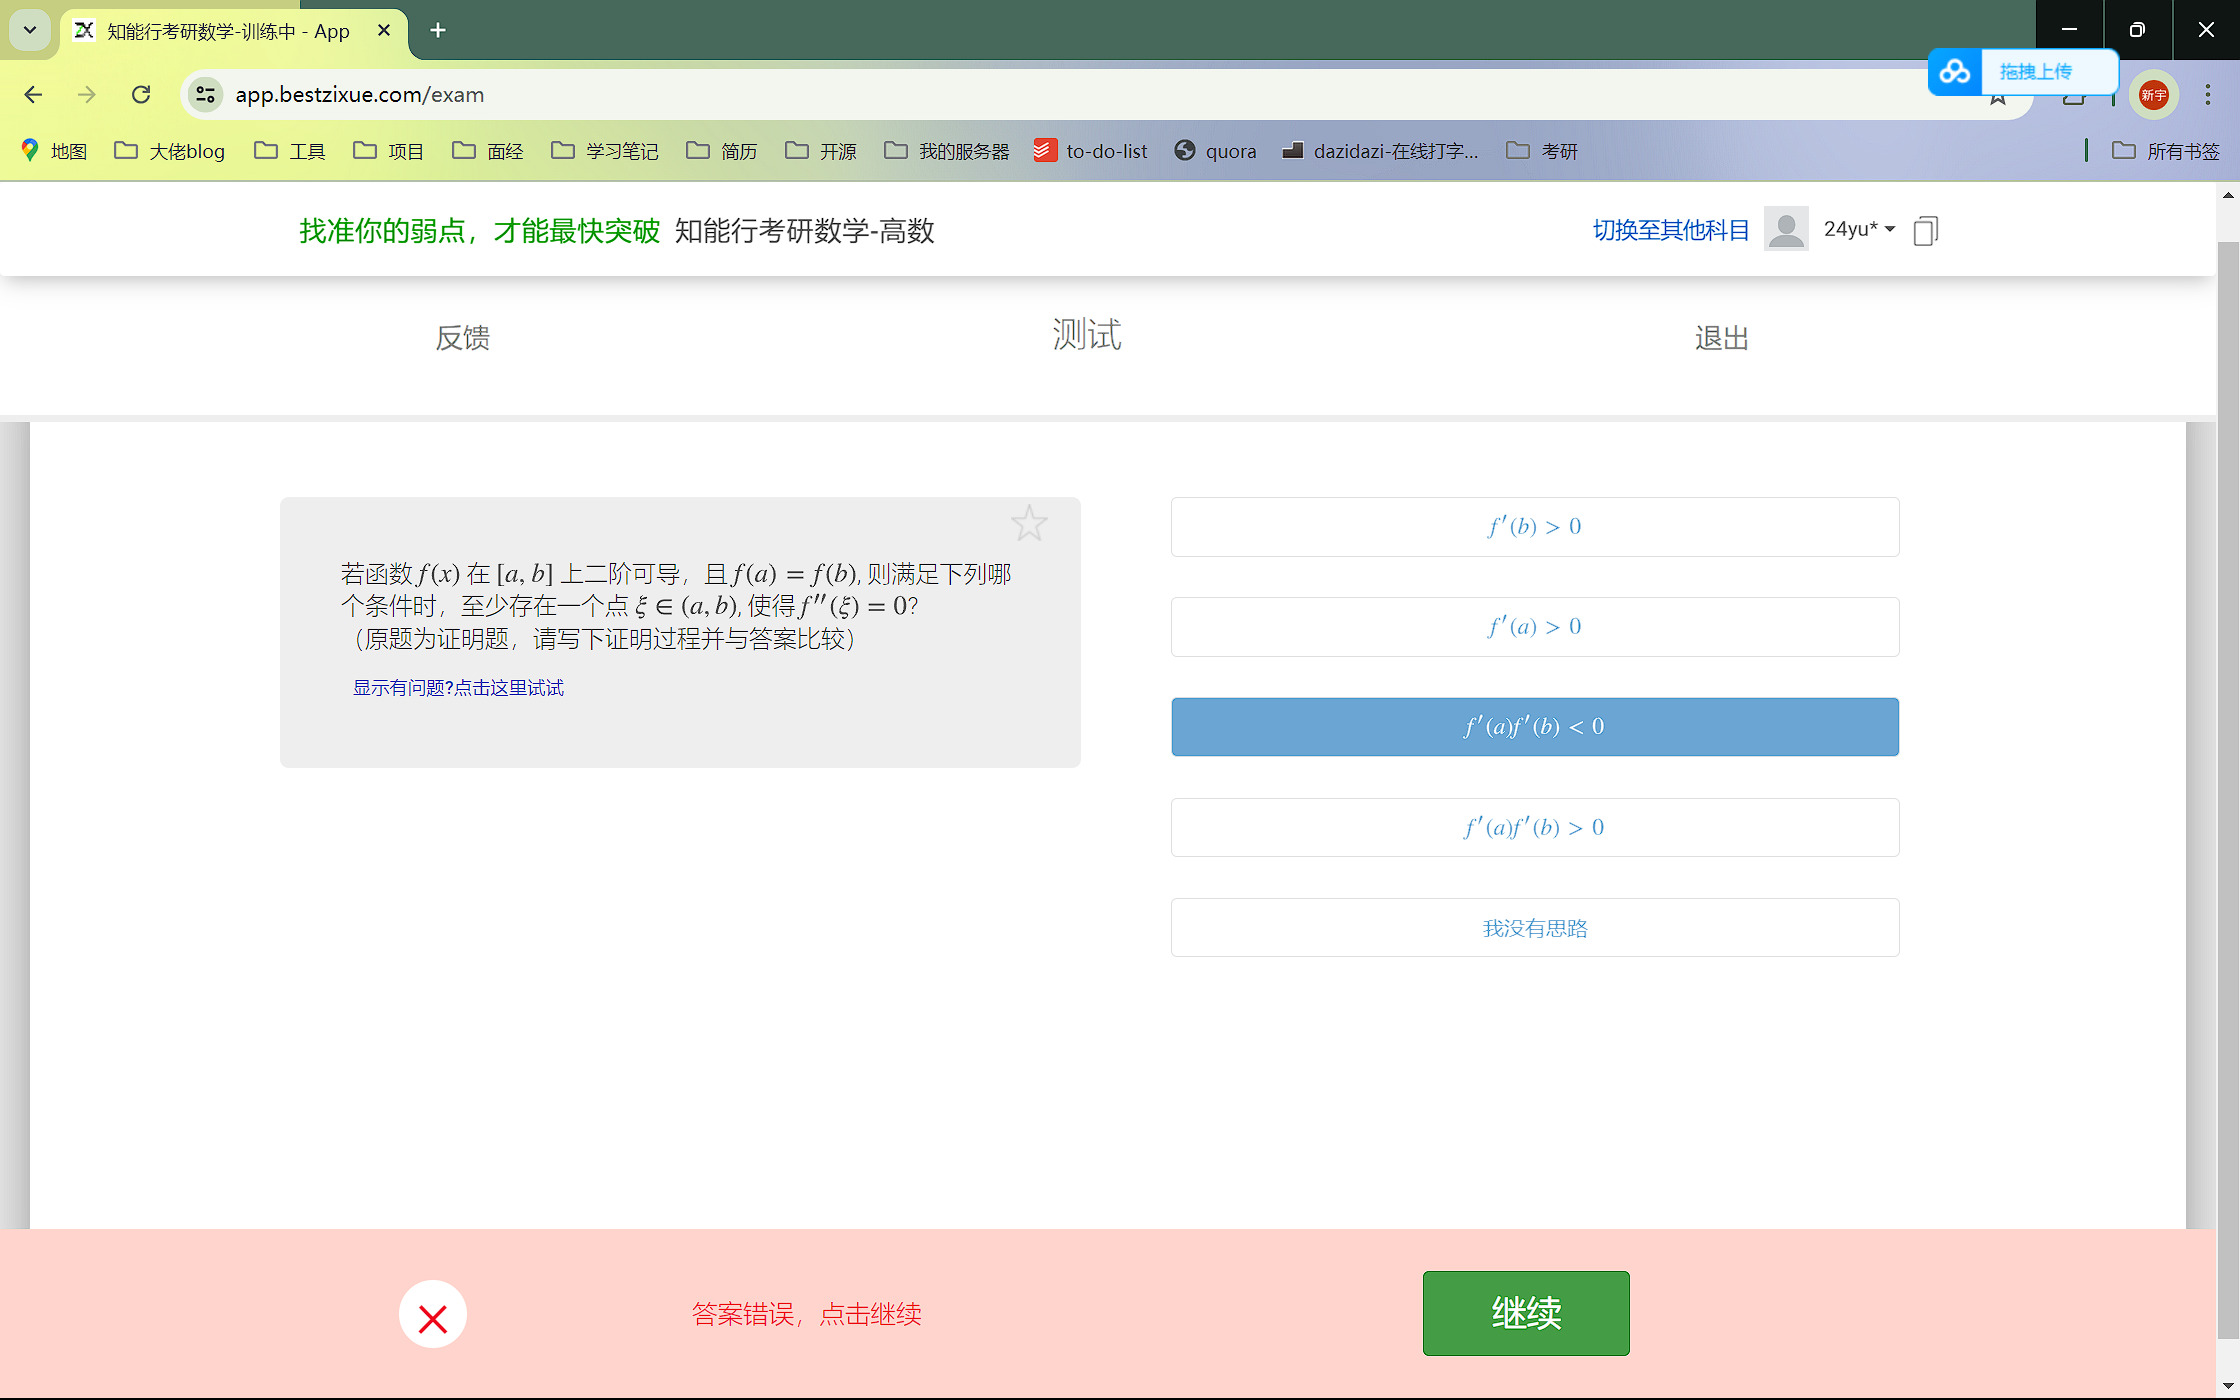 知能行考研数学-训练中 - App
拖拽上传
app.bestzixue.com/exam
新宇
地图 大佬blog 工具 项目 面经 学习笔记 简历 开源 我的服务器 to-do-list quora dazidazi-在线打字... 考研 所有书签
找准你的弱点，才能最快突破 知能行考研数学-高数 切换至其他科目 24yu*
反馈 测试 退出
若函数 f(x) 在 [a, b] 上二阶可导，且 f(a) = f(b), 则满足下列哪
个条件时，至少存在一个点 ξ ∈ (a, b), 使得 f″(ξ) = 0?
（原题为证明题，请写下证明过程并与答案比较）
显示有问题?点击这里试试
f′(b) > 0
f′(a) > 0
f′(a)f′(b) < 0
f′(a)f′(b) > 0
我没有思路
答案错误，点击继续
继续